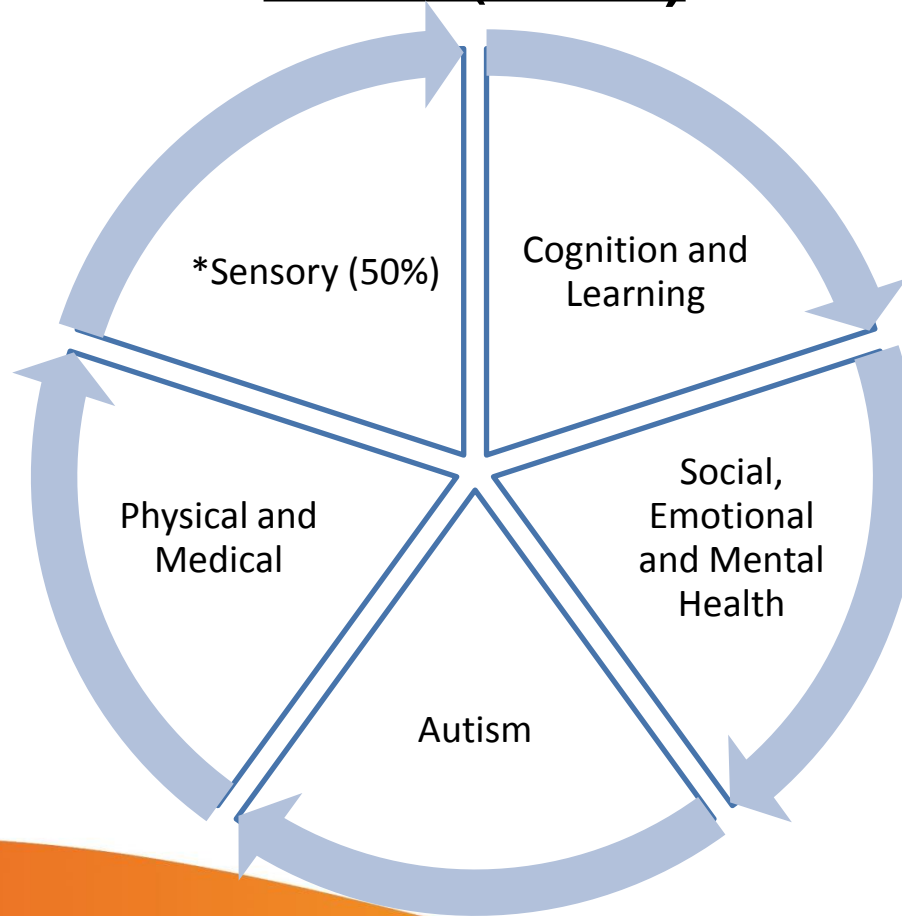 Cognition and
Learning
Social,
Emotional
and Mental
Health
Autism
Physical and
Medical
*Sensory (50%)